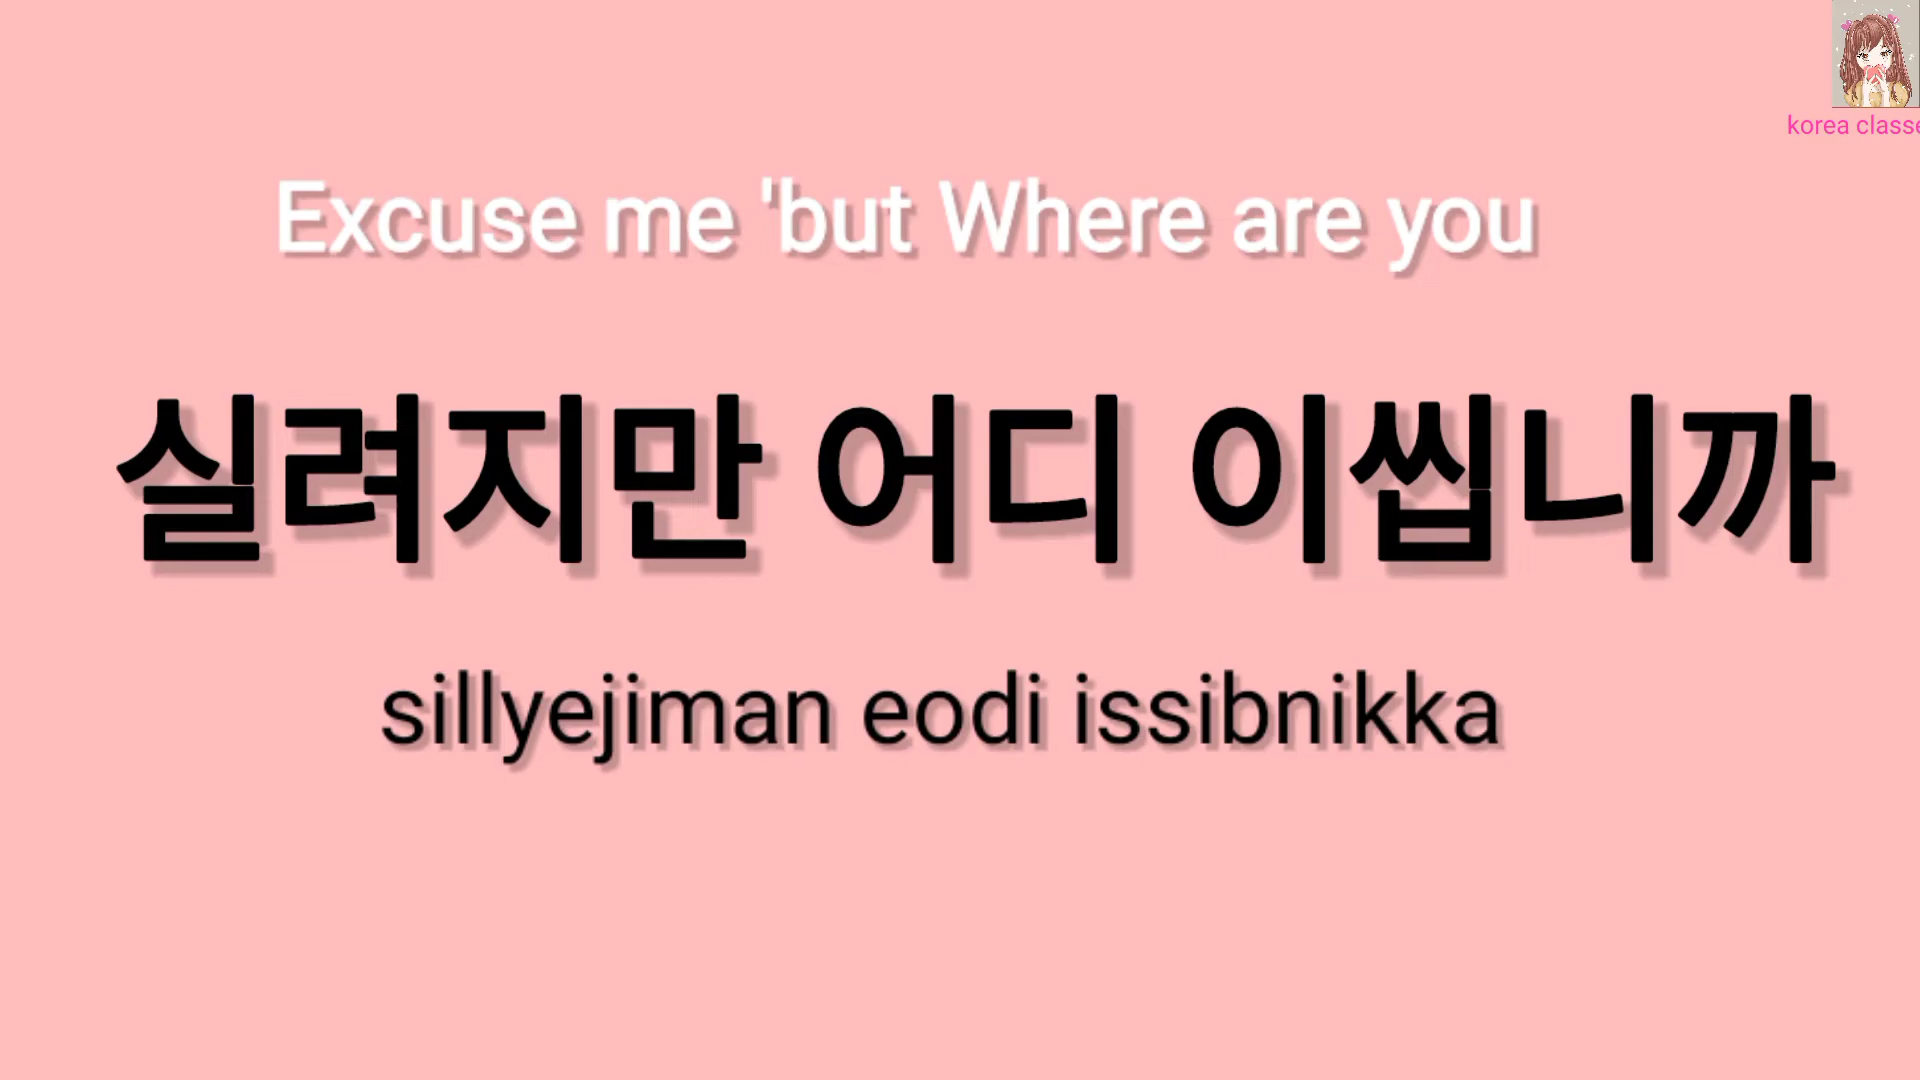 korea classe
Excuse me 'but Where are you
실려지만 어디 이씹니까
sillyejiman eodi issibnikka